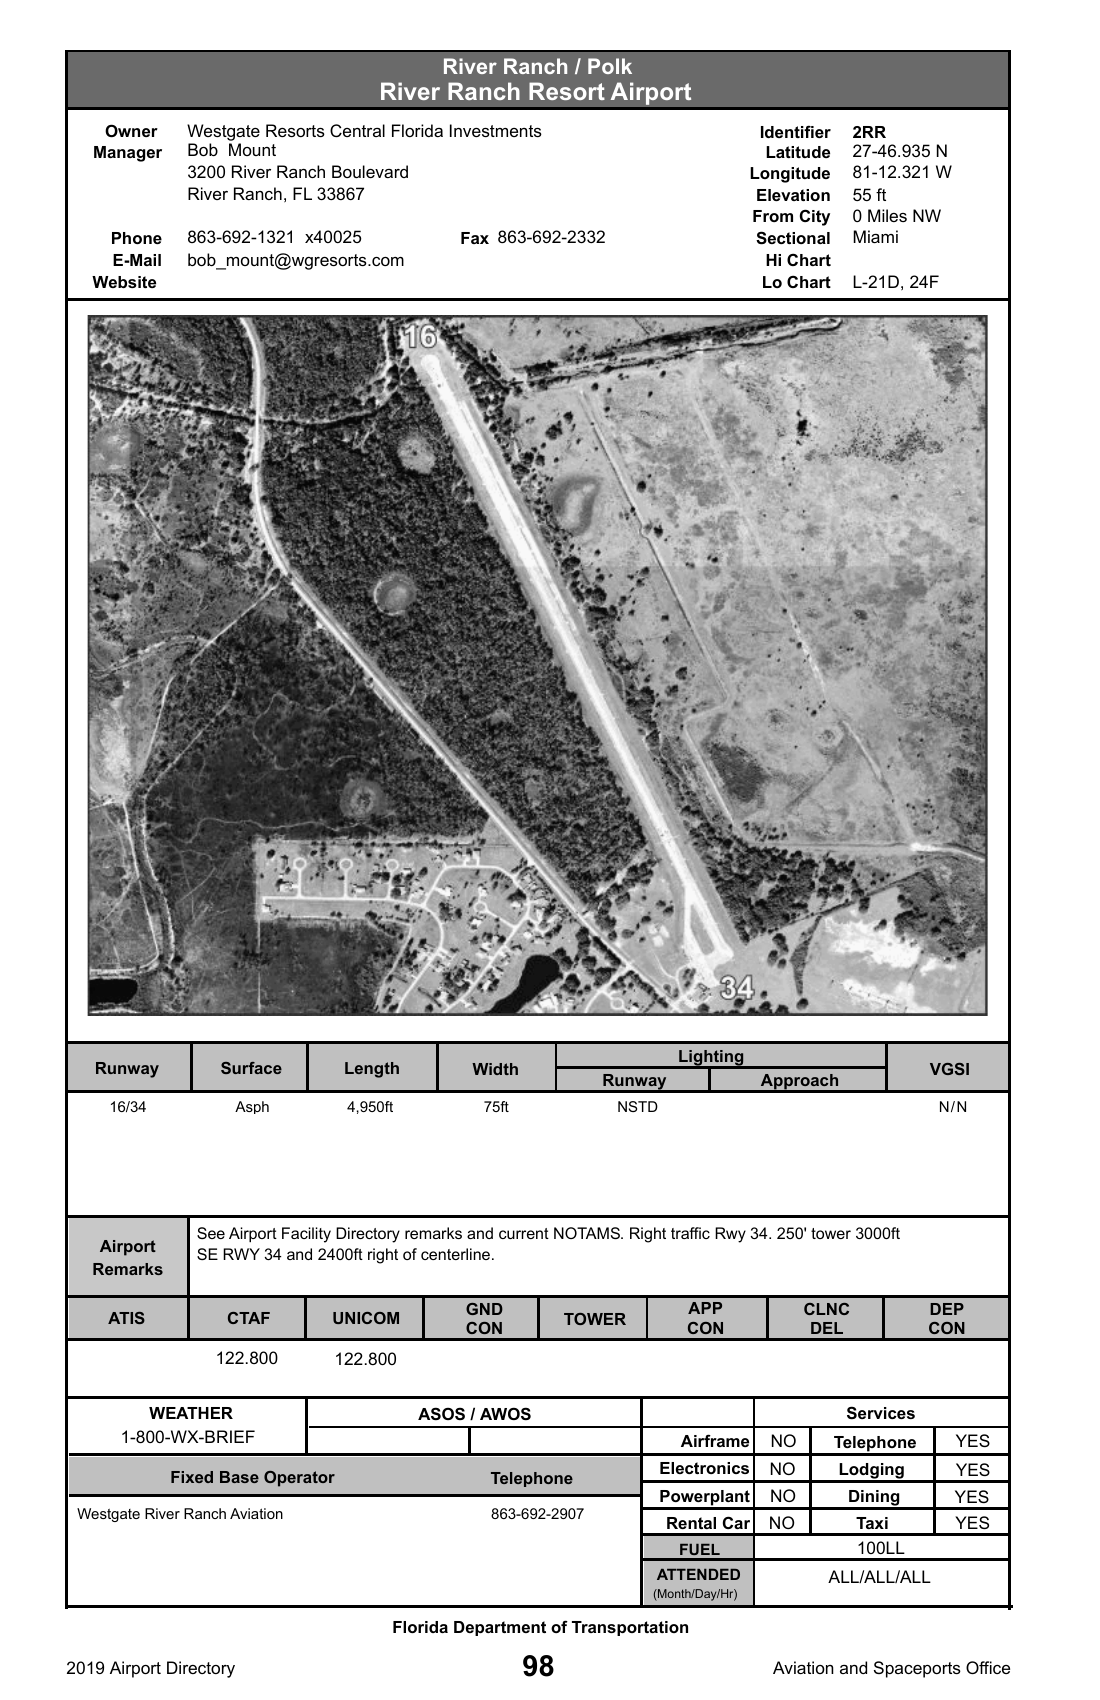 River Ranch / Polk
River Ranch Resort Airport
Owner Westgate Resorts Central Florida Investments
Manager Bob Mount
3200 River Ranch Boulevard
River Ranch, FL 33867
Phone 863-692-1321 x40025 Fax 863-692-2332
E-Mail bob_mount@wgresorts.com
Website
Identifier 2RR
Latitude 27-46.935 N
Longitude 81-12.321 W
Elevation 55 ft
From City 0 Miles NW
Sectional Miami
Hi Chart
Lo Chart L-21D, 24F
16
34
Runway Surface Length Width Lighting VGSI
Runway Approach
16/34 Asph 4,950ft 75ft NSTD N/N
Airport Remarks
See Airport Facility Directory remarks and current NOTAMS. Right traffic Rwy 34. 250' tower 3000ft
SE RWY 34 and 2400ft right of centerline.
ATIS CTAF UNICOM GND CON TOWER APP CON CLNC DEL DEP CON
122.800 122.800
WEATHER ASOS / AWOS
1-800-WX-BRIEF
Fixed Base Operator Telephone
Westgate River Ranch Aviation 863-692-2907
Services
Airframe NO Telephone YES
Electronics NO Lodging YES
Powerplant NO Dining YES
Rental Car NO Taxi YES
FUEL 100LL
ATTENDED ALL/ALL/ALL
(Month/Day/Hr)
Florida Department of Transportation
2019 Airport Directory 98 Aviation and Spaceports Office